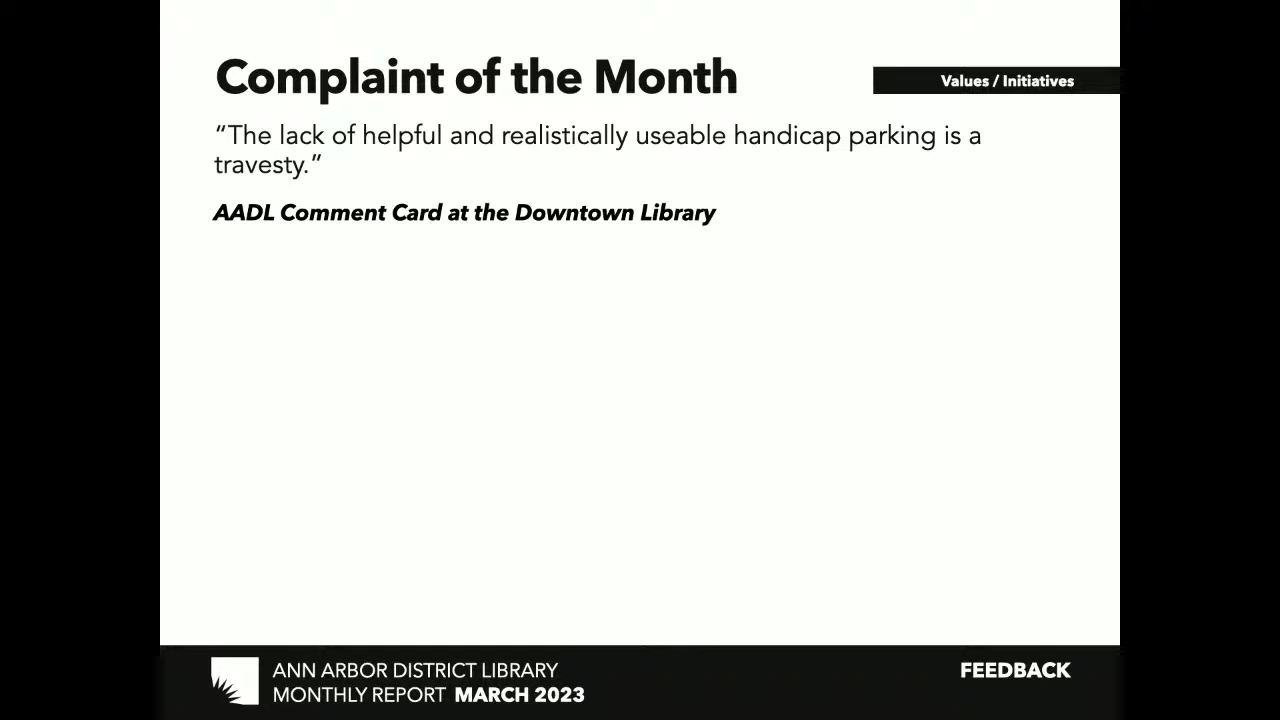 Complaint of the Month
Values / Initiatives
“The lack of helpful and realistically useable handicap parking is a
travesty.”
AADL Comment Card at the Downtown Library
ANN ARBOR DISTRICT LIBRARY
MONTHLY REPORT MARCH 2023
FEEDBACK